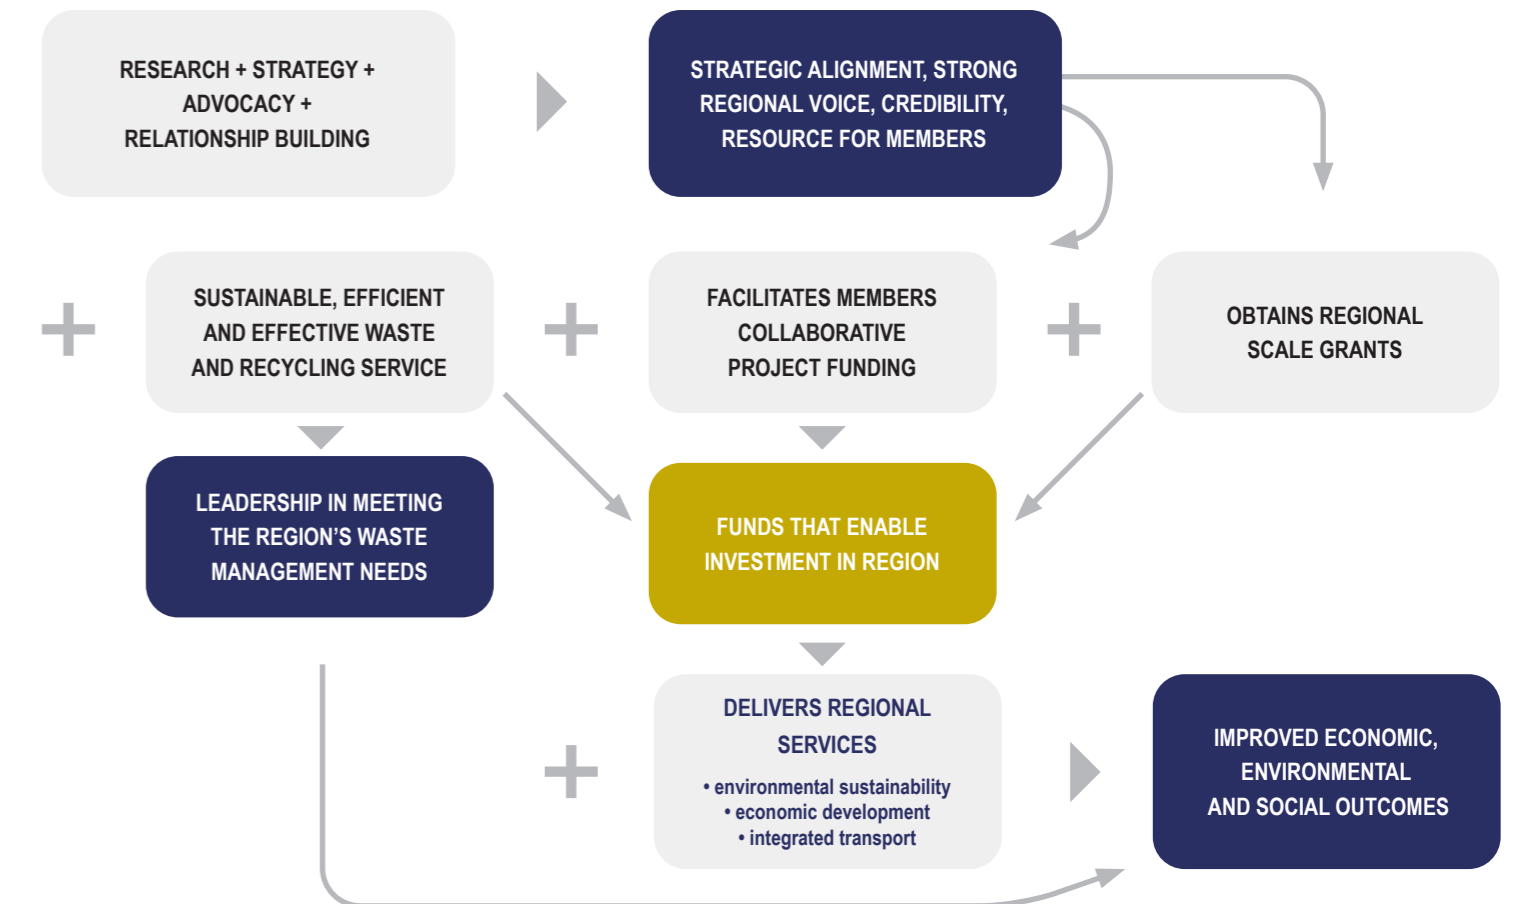 RESEARCH + STRATEGY +
ADVOCACY +
RELATIONSHIP BUILDING
STRATEGIC ALIGNMENT, STRONG
REGIONAL VOICE, CREDIBILITY,
RESOURCE FOR MEMBERS
+
SUSTAINABLE, EFFICIENT
AND EFFECTIVE WASTE
AND RECYCLING SERVICE
+
FACILITATES MEMBERS
COLLABORATIVE
PROJECT FUNDING
+
OBTAINS REGIONAL
SCALE GRANTS
LEADERSHIP IN MEETING
THE REGION’S WASTE
MANAGEMENT NEEDS
FUNDS THAT ENABLE
INVESTMENT IN REGION
+
DELIVERS REGIONAL
SERVICES
• environmental sustainability
• economic development
• integrated transport
IMPROVED ECONOMIC,
ENVIRONMENTAL
AND SOCIAL OUTCOMES